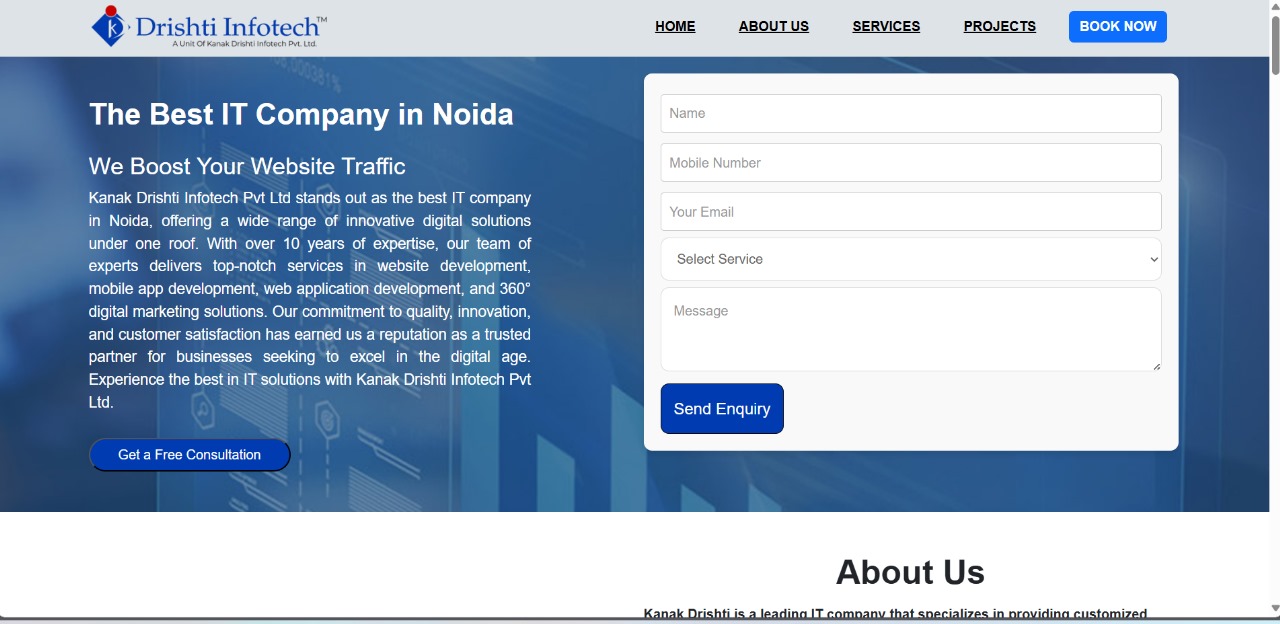 k Drishti Infotech™
A Unit Of Kanak Drishti Infotech Pvt. Ltd.
HOME
ABOUT US
SERVICES
PROJECTS
BOOK NOW
The Best IT Company in Noida
We Boost Your Website Traffic
Kanak Drishti Infotech Pvt Ltd stands out as the best IT company
in Noida, offering a wide range of innovative digital solutions
under one roof. With over 10 years of expertise, our team of
experts delivers top-notch services in website development,
mobile app development, web application development, and 360°
digital marketing solutions. Our commitment to quality, innovation,
and customer satisfaction has earned us a reputation as a trusted
partner for businesses seeking to excel in the digital age.
Experience the best in IT solutions with Kanak Drishti Infotech Pvt
Ltd.
Get a Free Consultation
Name
Mobile Number
Your Email
Select Service
Message
Send Enquiry
About Us
Kanak Drishti is a leading IT company that specializes in providing customized